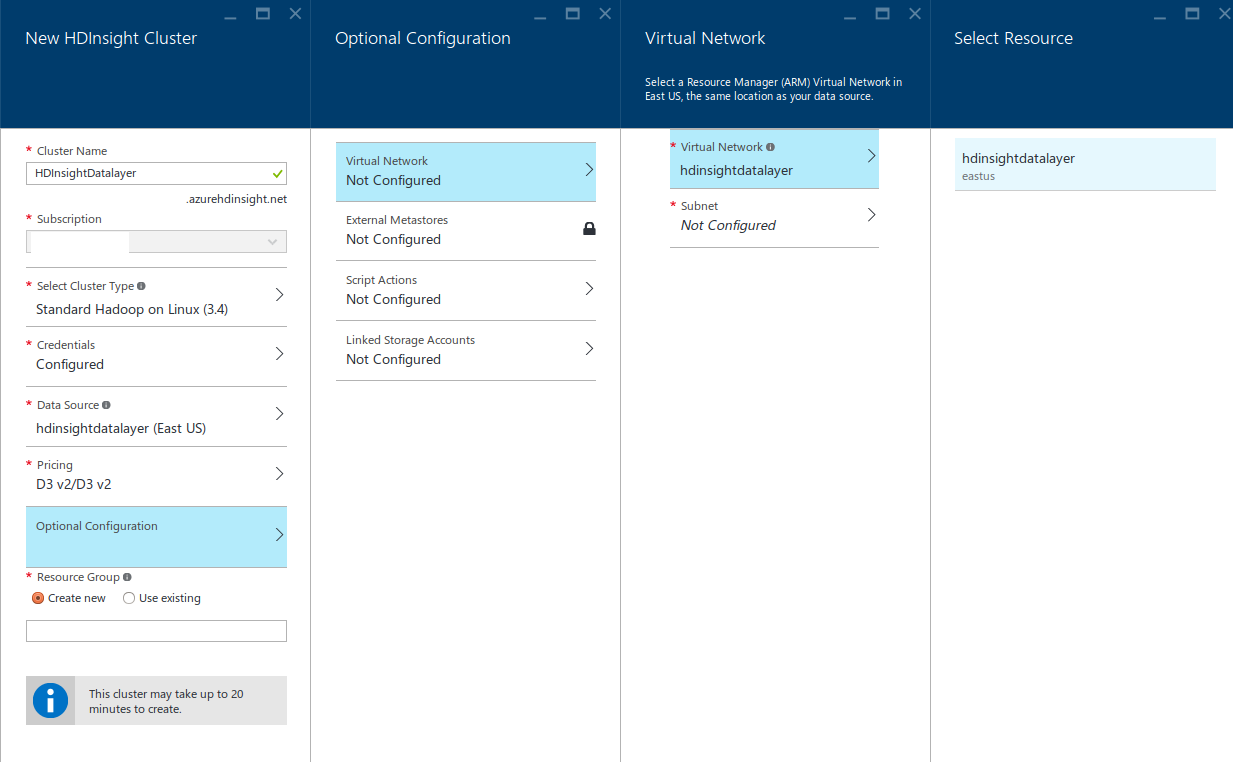 New HDInsight Cluster
* Cluster Name
HDInsightDatalayer
.azurehdinsight.net
* Subscription
* Select Cluster Type
Standard Hadoop on Linux (3.4)
* Credentials
Configured
* Data Source
hdinsightdatalayer (East US)
* Pricing
D3 v2/D3 v2
Optional Configuration
* Resource Group
Create new Use existing
This cluster may take up to 20
minutes to create.
Optional Configuration
Virtual Network
Not Configured
External Metastores
Not Configured
Script Actions
Not Configured
Linked Storage Accounts
Not Configured
Virtual Network
Select a Resource Manager (ARM) Virtual Network in
East US, the same location as your data source.
* Virtual Network
hdinsightdatalayer
* Subnet
Not Configured
Select Resource
hdinsightdatalayer
eastus